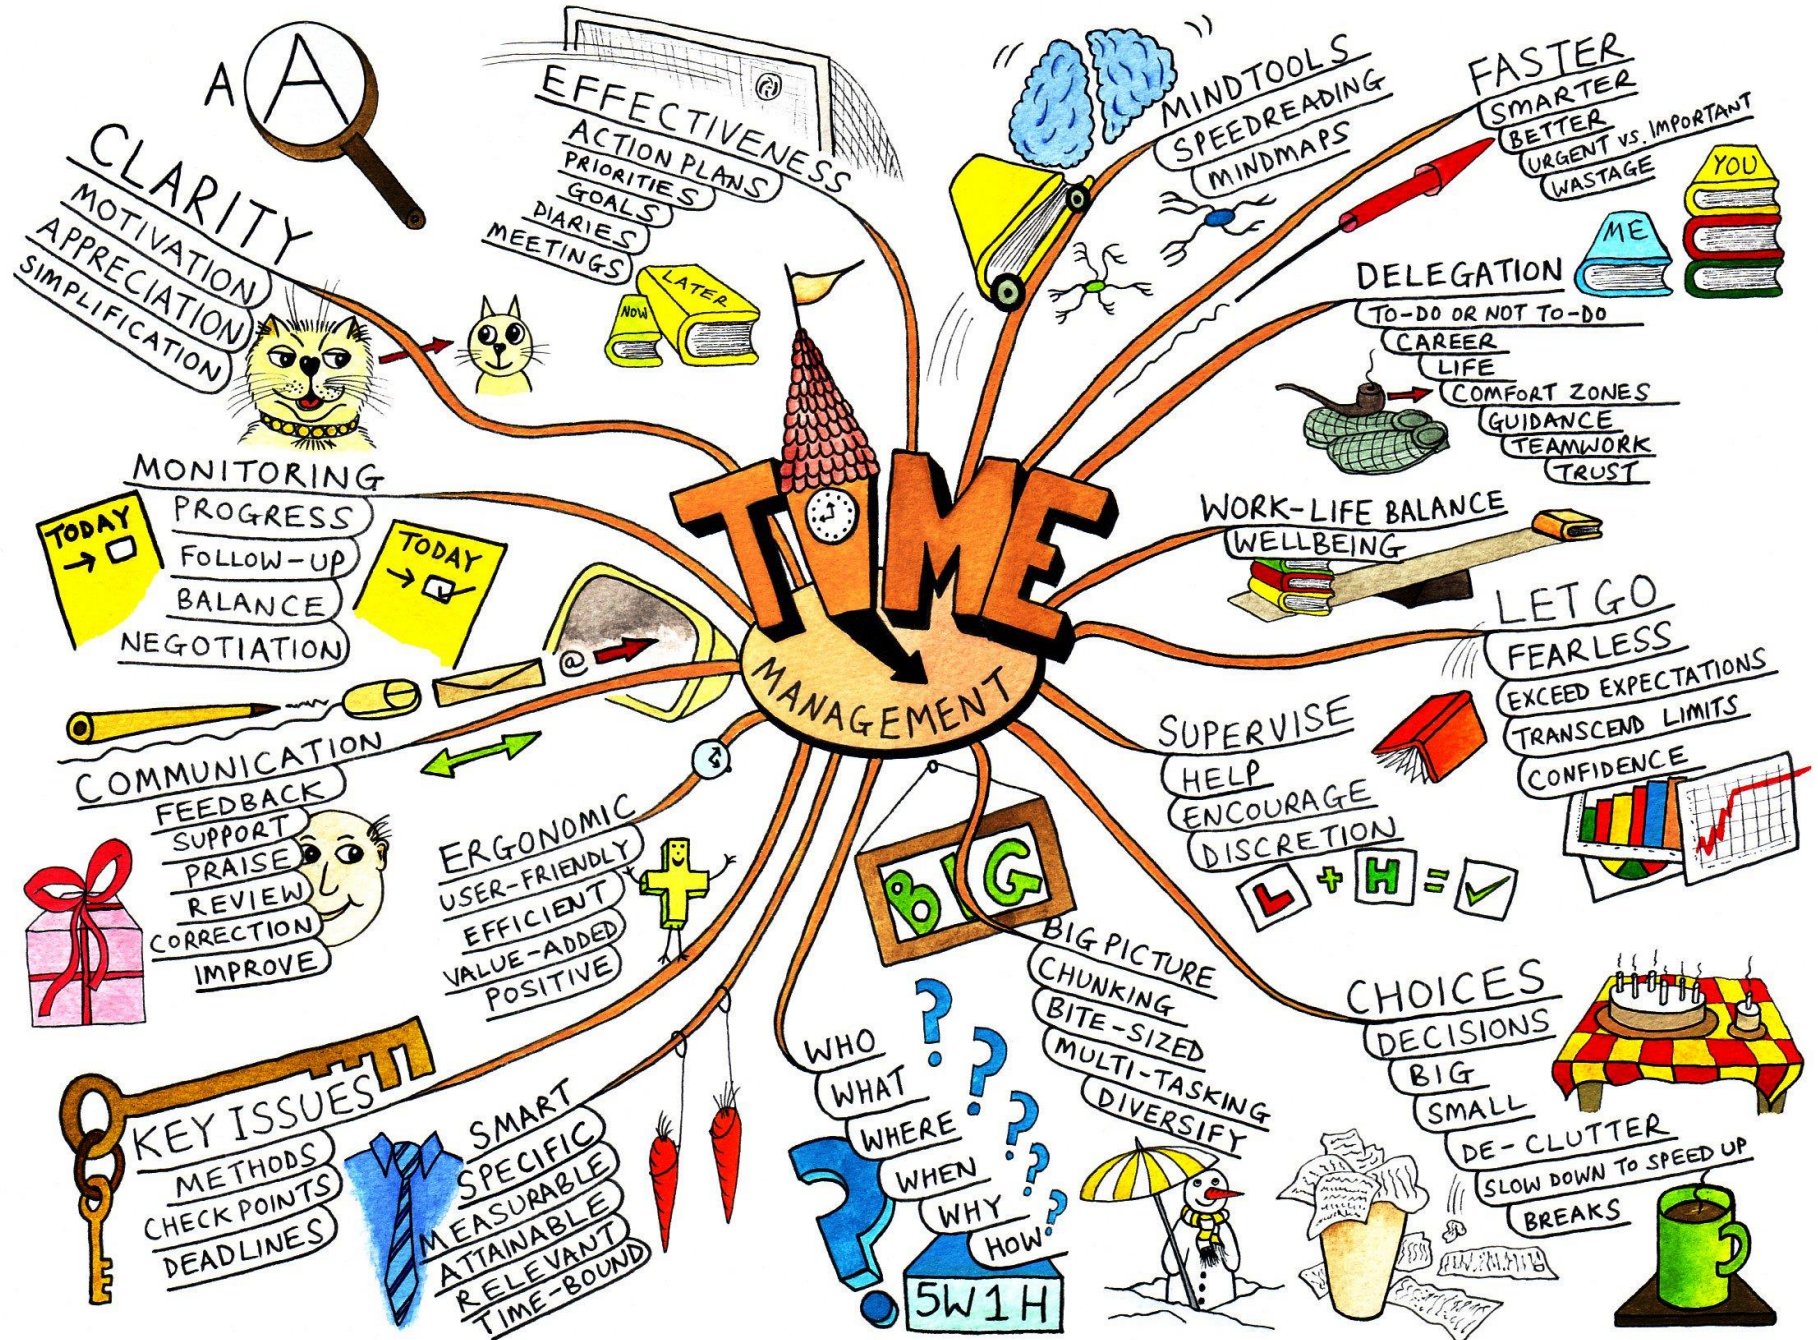 A A
CLARITY
MOTIVATION
APPRECIATION
SIMPLIFICATION
EFFECTIVENESS
ACTION PLANS
PRIORITIES
GOALS
DIARIES
MEETINGS
NOW
LATER
MINDTOOLS
SPEEDREADING
MINDMAPS
FASTER
SMARTER
BETTER
URGENT VS. IMPORTANT
WASTAGE
YOU
ME
DELEGATION
TO-DO OR NOT TO-DO
CAREER
LIFE
COMFORT ZONES
GUIDANCE
TEAMWORK
TRUST
MONITORING
PROGRESS
FOLLOW-UP
BALANCE
NEGOTIATION
TODAY
TODAY
TIME
MANAGEMENT
WORK-LIFE BALANCE
WELLBEING
LET GO
FEARLESS
EXCEED EXPECTATIONS
TRANSCEND LIMITS
CONFIDENCE
@
COMMUNICATION
FEEDBACK
SUPPORT
PRAISE
REVIEW
CORRECTION
IMPROVE
ERGONOMIC
USER-FRIENDLY
EFFICIENT
VALUE-ADDED
POSITIVE
SUPERVISE
HELP
ENCOURAGE
DISCRETION
L + H = ✓
BIG
BIG PICTURE
CHUNKING
BITE-SIZED
MULTI-TASKING
DIVERSIFY
CHOICES
DECISIONS
BIG
SMALL
DE-CLUTTER
SLOW DOWN TO SPEED UP
BREAKS
KEY ISSUES
METHODS
CHECK POINTS
DEADLINES
SMART
SPECIFIC
MEASURABLE
ATTAINABLE
RELEVANT
TIME-BOUND
WHO
WHAT
WHERE
WHEN
WHY
HOW
? ? ? ? ? ?
5W1H